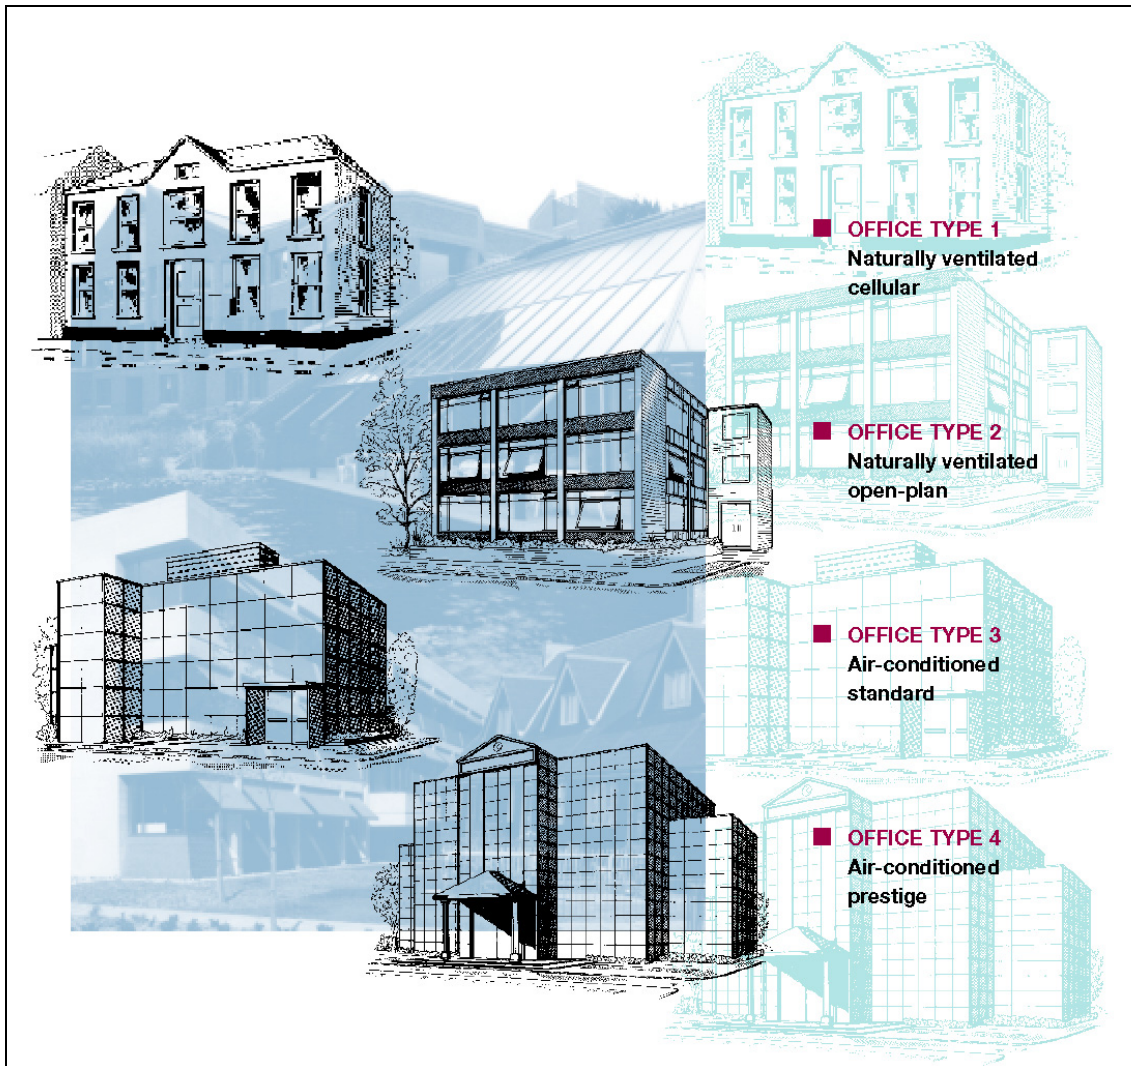 OFFICE TYPE 1
Naturally ventilated
cellular
OFFICE TYPE 2
Naturally ventilated
open-plan
OFFICE TYPE 3
Air-conditioned
standard
OFFICE TYPE 4
Air-conditioned
prestige